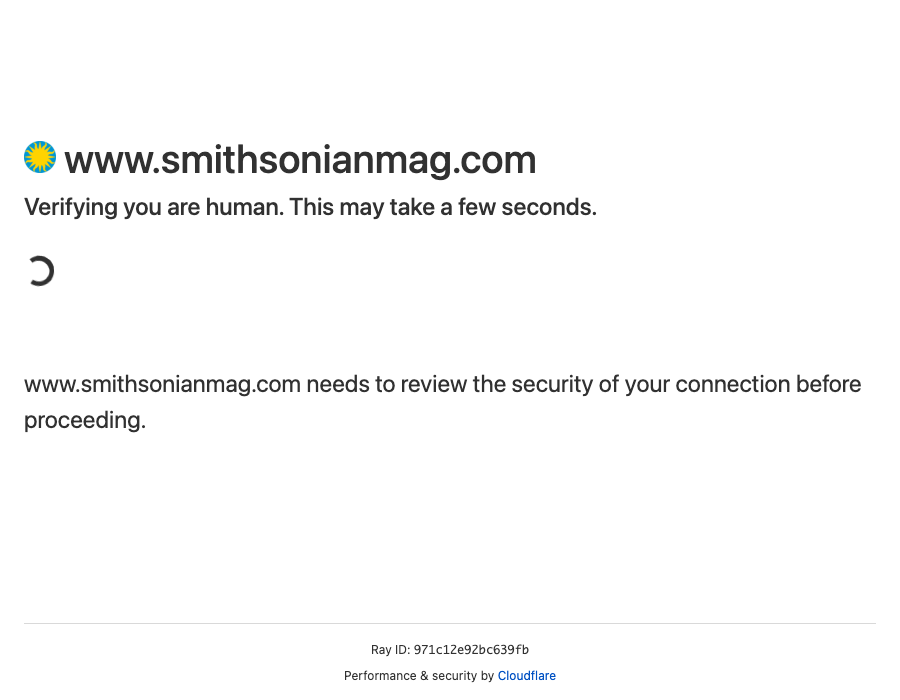 www.smithsonianmag.com
Verifying you are human. This may take a few seconds.
www.smithsonianmag.com needs to review the security of your connection before
proceeding.
Ray ID: 971c12e92bc639fb
Performance & security by Cloudflare